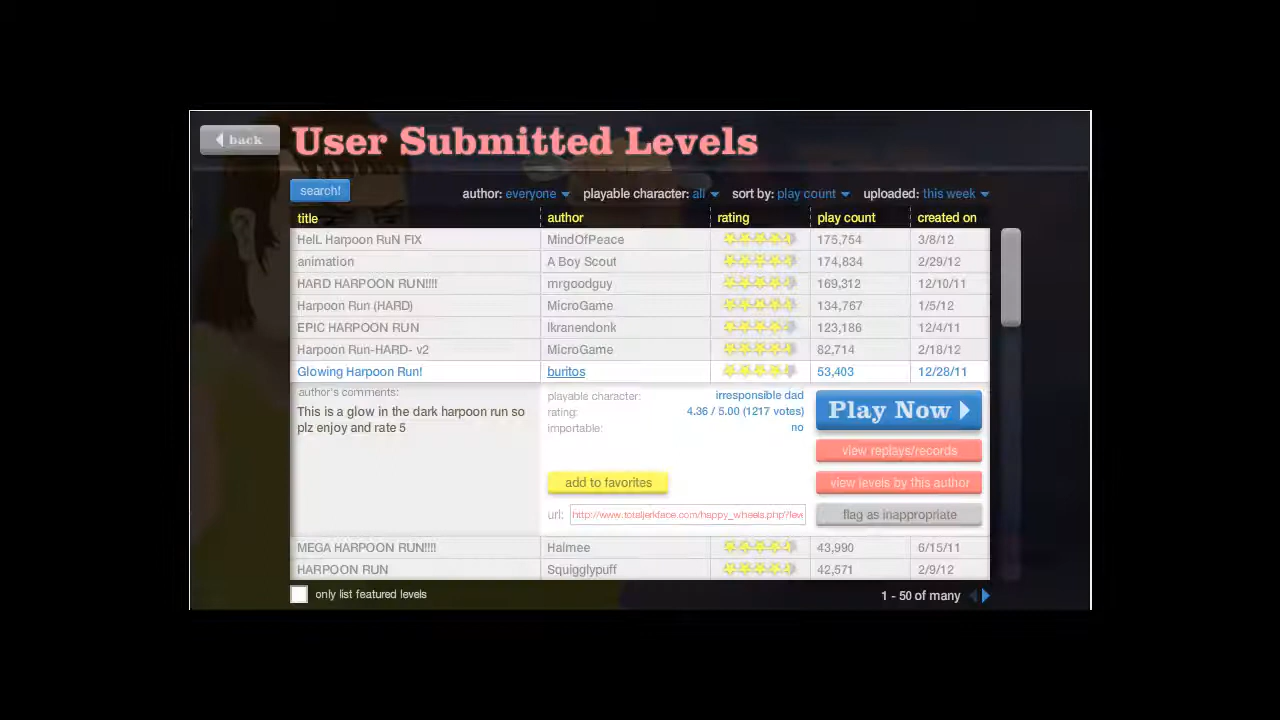 back
User Submitted Levels
search!
author: everyone playable character: all sort by: play count uploaded: this week
title author rating play count created on
HelL Harpoon RuN FIX MindOfPeace 175,754 3/8/12
animation A Boy Scout 174,834 2/29/12
HARD HARPOON RUN!!!! mrgoodguy 169,312 12/10/11
Harpoon Run (HARD) MicroGame 134,767 1/5/12
EPIC HARPOON RUN lkranendonk 123,186 12/4/11
Harpoon Run-HARD- v2 MicroGame 82,714 2/18/12
Glowing Harpoon Run! buritos 53,403 12/28/11
author's comments:
This is a glow in the dark harpoon run so
plz enjoy and rate 5
playable character: irresponsible dad
rating: 4.36 / 5.00 (1217 votes)
importable: no
add to favorites
url: http://www.totaljerkface.com/happy_wheels.php?leve
Play Now
view replays/records
view levels by this author
flag as inappropriate
MEGA HARPOON RUN!!!! Halmee 43,990 6/15/11
HARPOON RUN Squigglypuff 42,571 2/9/12
only list featured levels
1 - 50 of many